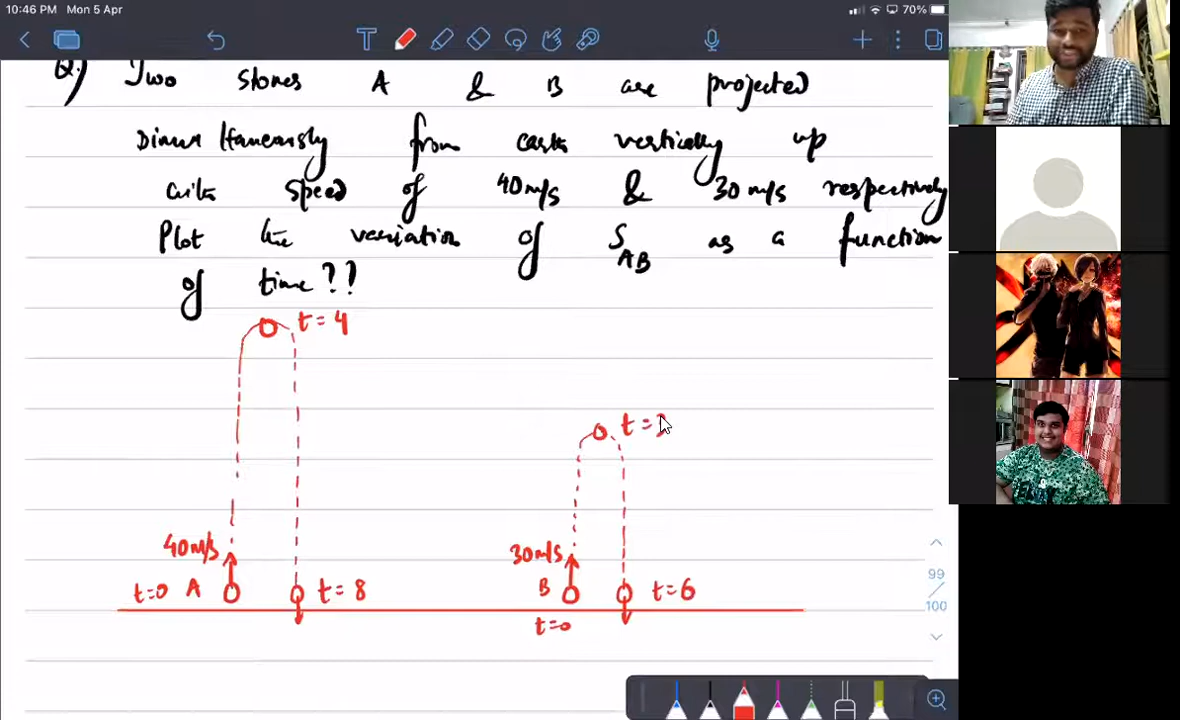 10:46 PM Mon 5 Apr
70%
Q.) Two stones A & B are projected
simultaneously from earth vertically up
with speed of 40m/s & 30m/s respectively
Plot the variation of S_AB as a function
of time??
t=4
t=3
40m/s
30m/s
t=0 A
t=8
B
t=6
t=0
99
100